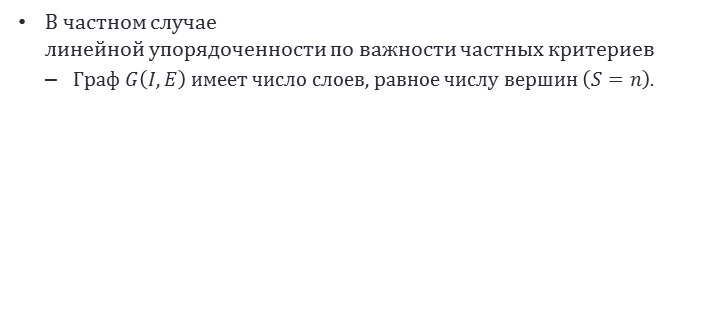 • В частном случае
линейной упорядоченности по важности частных критериев
– Граф G(I, E) имеет число слоев, равное числу вершин (S = n).